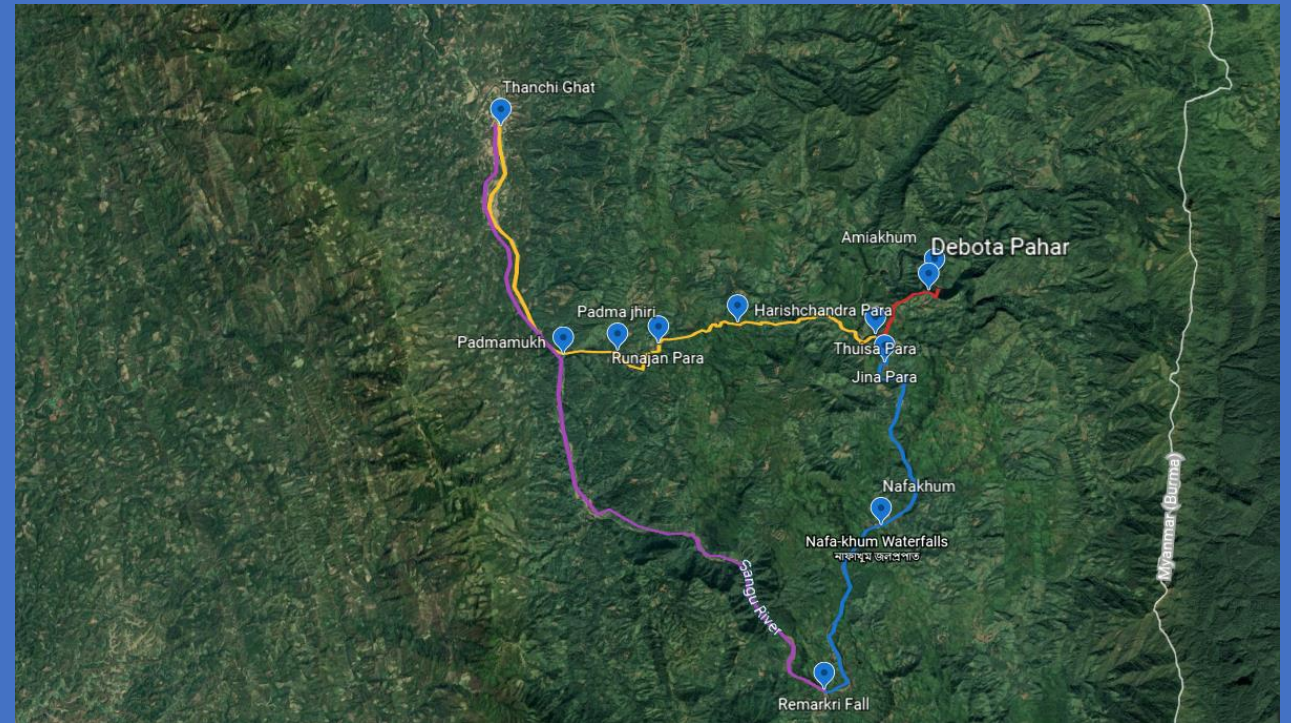 Thanchi Ghat
Amiakhum
Debota Pahar
Padma jhiri
Harishchandra Para
Padmamukh
Runajan Para
Thuisa Para
Jina Para
Nafakhum
Nafa-khum Waterfalls
নাফাখুম জলপ্রপাত
Myanmar (Burma)
Sangu River
Remarkri Fall